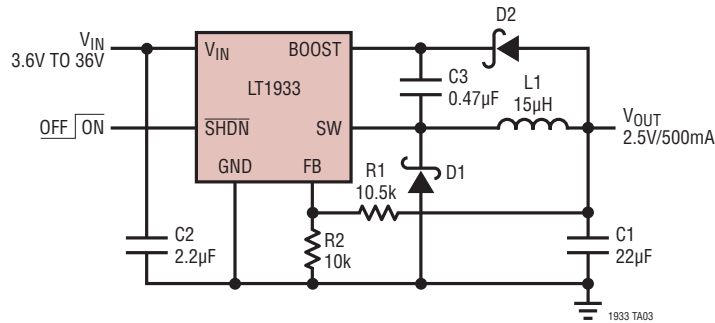 D2
VIN
3.6V TO 36V
VIN
BOOST
LT1933
C3
0.47µF
L1
15µH
OFF ON
SHDN
SW
VOUT
2.5V/500mA
GND
FB
R1
10.5k
D1
C2
2.2µF
R2
10k
C1
22µF
1933 TA03